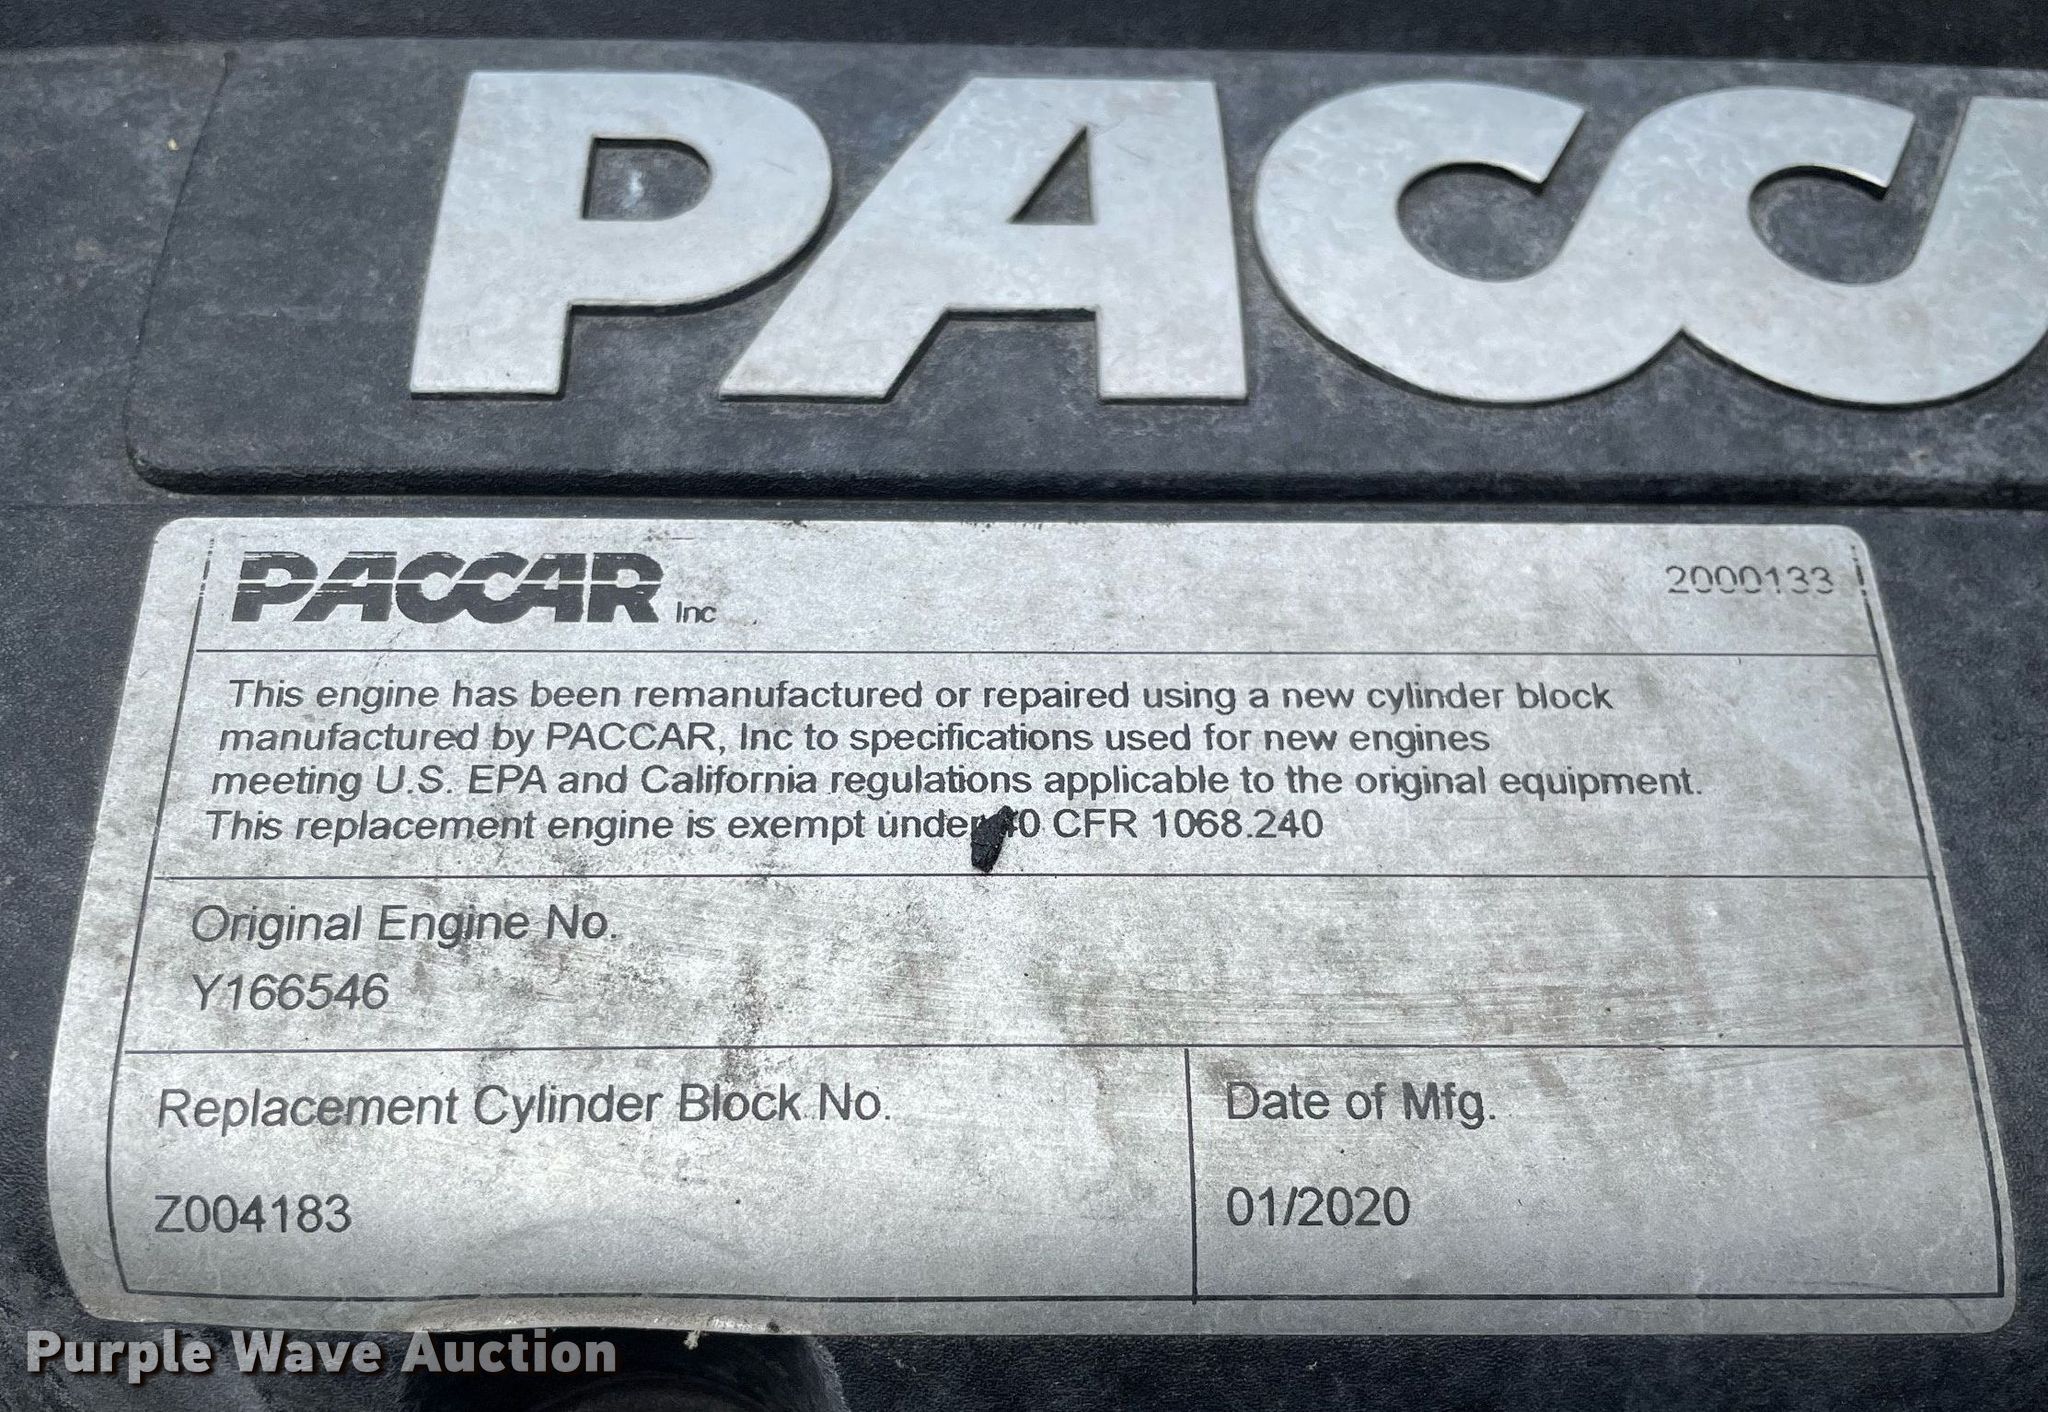 PACC
PACCAR Inc
2000133
This engine has been remanufactured or repaired using a new cylinder block
manufactured by PACCAR, Inc to specifications used for new engines
meeting U.S. EPA and California regulations applicable to the original equipment.
This replacement engine is exempt under 40 CFR 1068.240
Original Engine No.
Y166546
Replacement Cylinder Block No.
Z004183
Date of Mfg.
01/2020
Purple Wave Auction